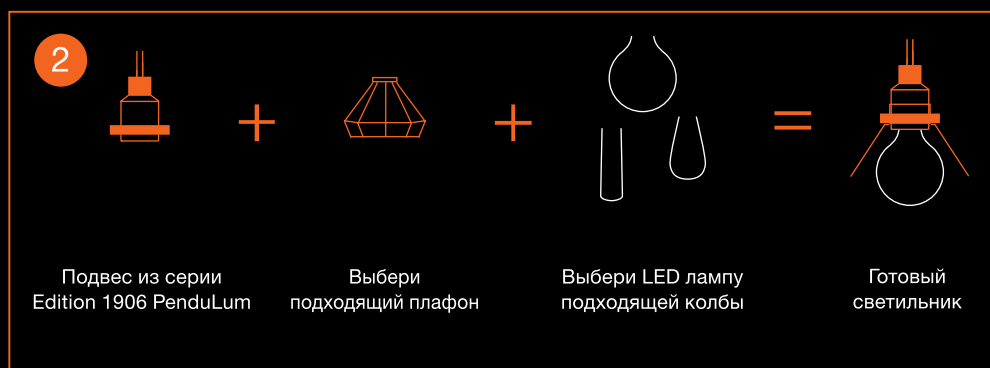 2
+ + =
Подвес из серии
Edition 1906 PenduLum
Выбери
подходящий плафон
Выбери LED лампу
подходящей колбы
Готовый
светильник